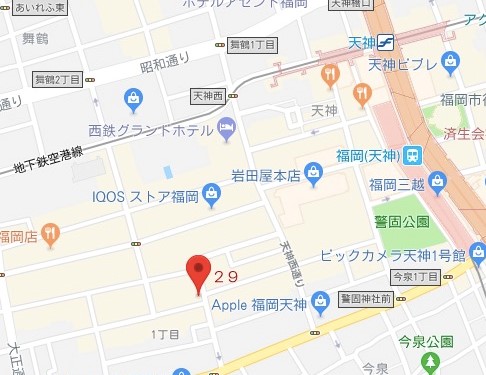 ホテルアセント福岡
天神橋口
あいれふ東
舞鶴
天神
アク
舞鶴1丁目
昭和通り
天神ビブレ
舞鶴2丁目
天神西
天神
福岡市役
西鉄グランドホテル
済生会
地下鉄空港線
福岡(天神)
岩田屋本店
福岡三越
IQOS ストア福岡
警固公園
福岡店
天神西通り
ビックカメラ天神1号館
29
今泉1丁目
Apple 福岡天神
警固神社前
1丁目
今泉公園
大正通
今泉